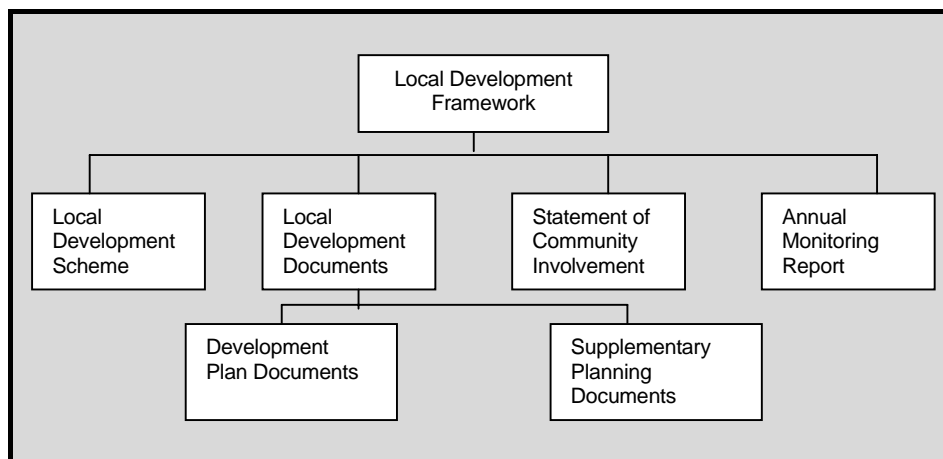 Local Development
Framework
Local
Development
Scheme
Local
Development
Documents
Statement of
Community
Involvement
Annual
Monitoring
Report
Development
Plan Documents
Supplementary
Planning
Documents